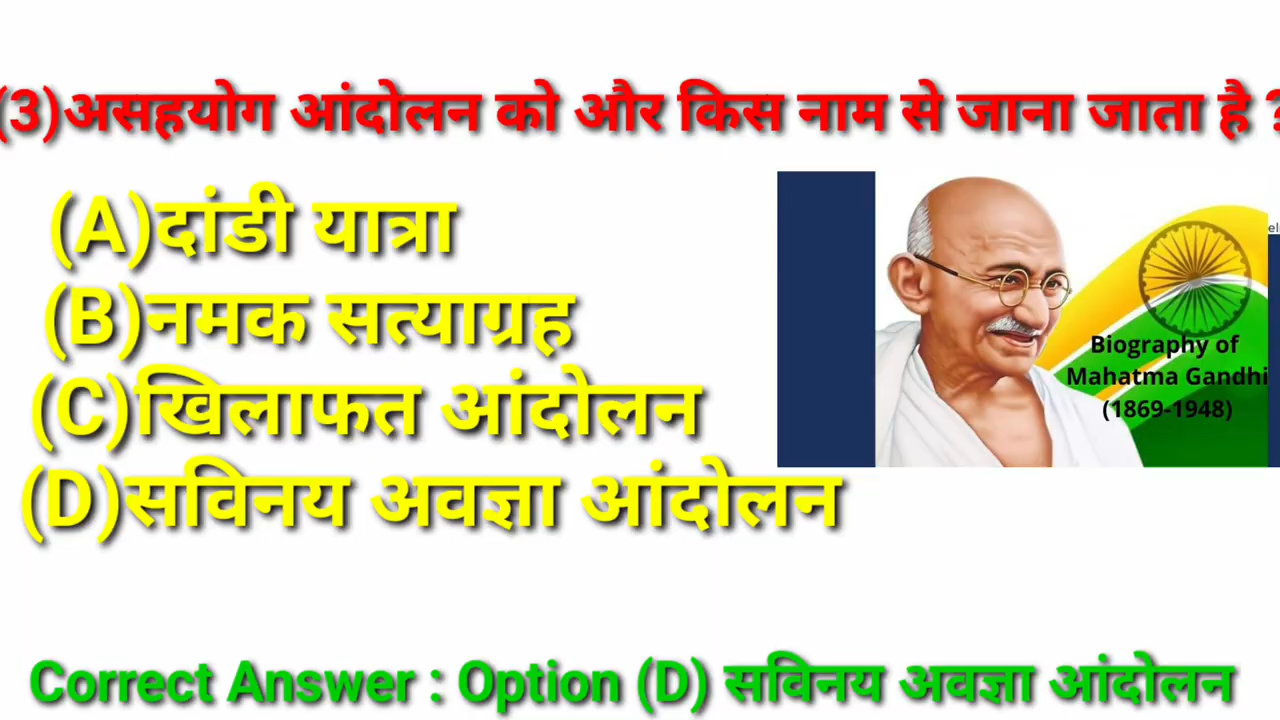 (3)असहयोग आंदोलन को और किस नाम से जाना जाता है ?
(A)दांडी यात्रा
(B)नमक सत्याग्रह
(C)खिलाफत आंदोलन
(D)सविनय अवज्ञा आंदोलन
Biography of
Mahatma Gandhi
(1869-1948)
Correct Answer : Option (D) सविनय अवज्ञा आंदोलन